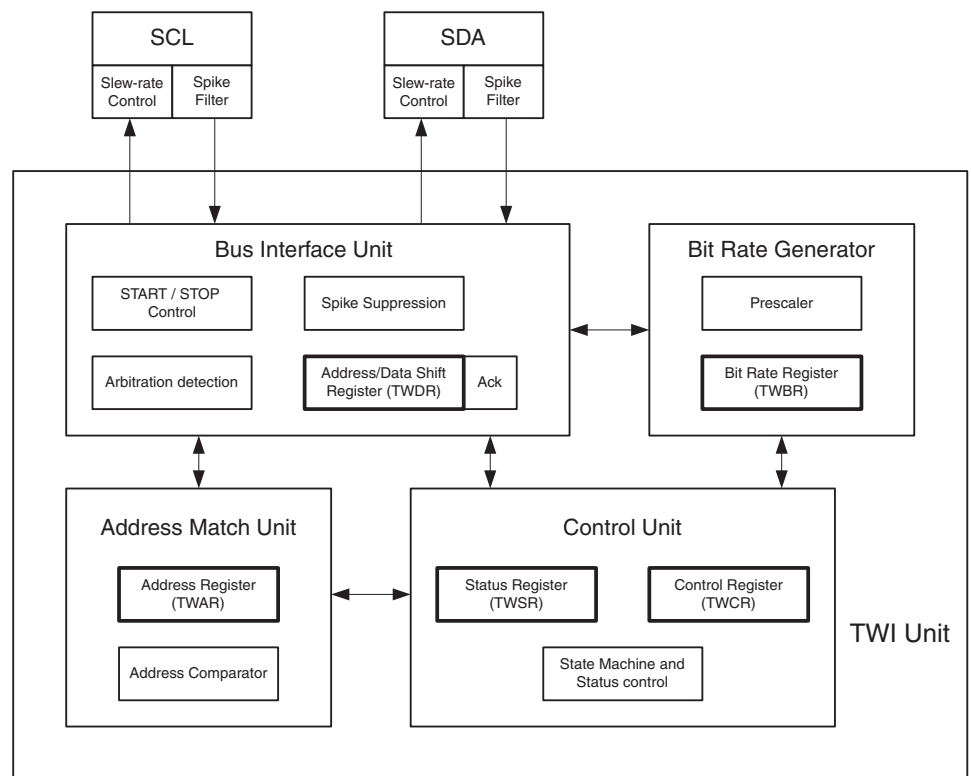 SCL
Slew-rate
Control
Spike
Filter
SDA
Slew-rate
Control
Spike
Filter
Bus Interface Unit
START / STOP
Control
Spike Suppression
Arbitration detection
Address/Data Shift
Register (TWDR)
Ack
Bit Rate Generator
Prescaler
Bit Rate Register
(TWBR)
Address Match Unit
Address Register
(TWAR)
Address Comparator
Control Unit
Status Register
(TWSR)
Control Register
(TWCR)
State Machine and
Status control
TWI Unit